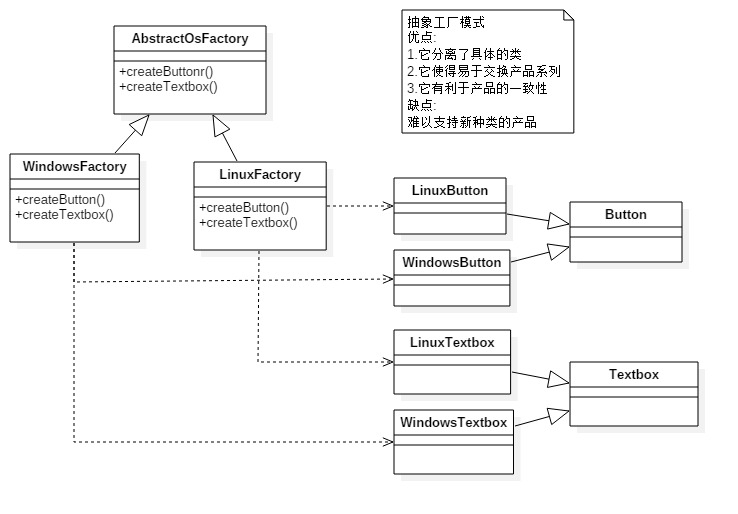 AbstractOsFactory
+createButtonr()
+createTextbox()
抽象工厂模式
优点:
1.它分离了具体的类
2.它使得易于交换产品系列
3.它有利于产品的一致性
缺点:
难以支持新种类的产品
WindowsFactory
+createButton()
+createTextbox()
LinuxFactory
+createButton()
+createTextbox()
LinuxButton
Button
WindowsButton
LinuxTextbox
Textbox
WindowsTextbox